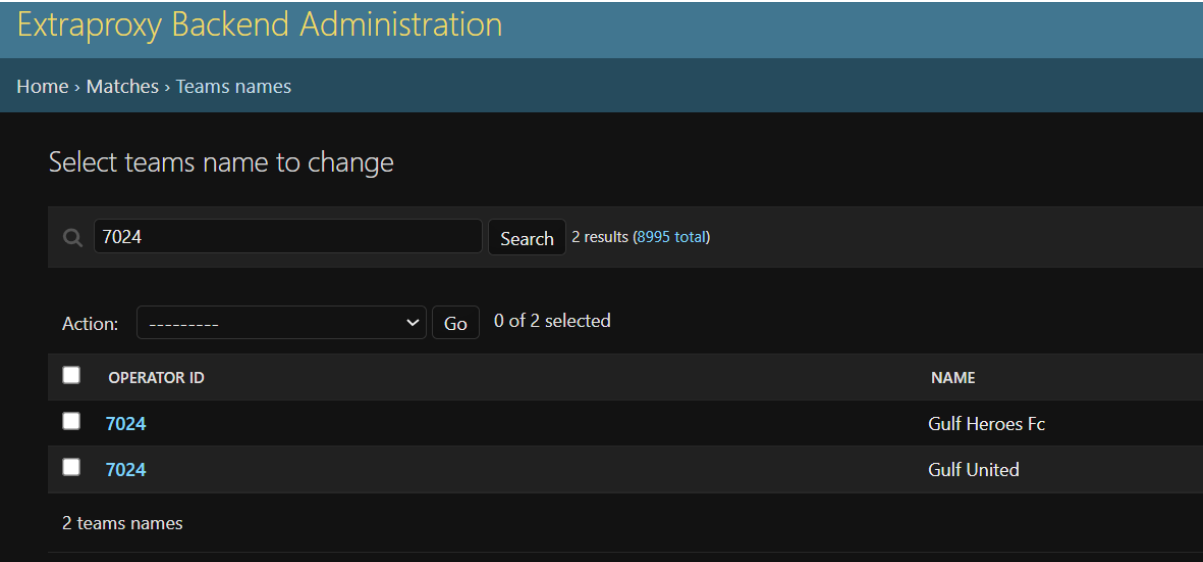 Extraproxy Backend Administration
Home › Matches › Teams names
Select teams name to change
7024 Search 2 results (8995 total)
Action: --------- Go 0 of 2 selected
OPERATOR ID NAME
7024 Gulf Heroes Fc
7024 Gulf United
2 teams names